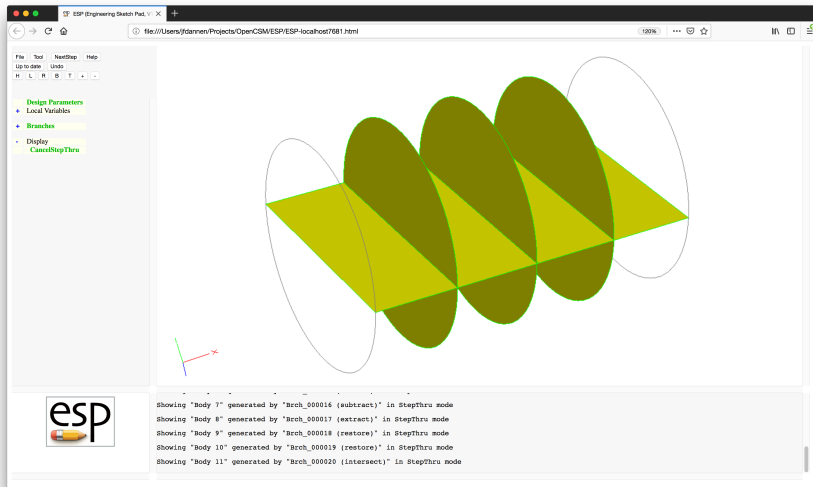 ESP (Engineering Sketch Pad, V
file:///Users/jfdannen/Projects/OpenCSM/ESP/ESP-localhost7681.html
120%
File Tool NextStep Help
Up to date Undo
H L R B T + -
Design Parameters
+ Local Variables
+ Branches
- Display
CancelStepThru
X
esp
Showing "Body 7" generated by "Brch_000016 (subtract)" in StepThru mode
Showing "Body 8" generated by "Brch_000017 (extract)" in StepThru mode
Showing "Body 9" generated by "Brch_000018 (restore)" in StepThru mode
Showing "Body 10" generated by "Brch_000019 (restore)" in StepThru mode
Showing "Body 11" generated by "Brch_000020 (intersect)" in StepThru mode